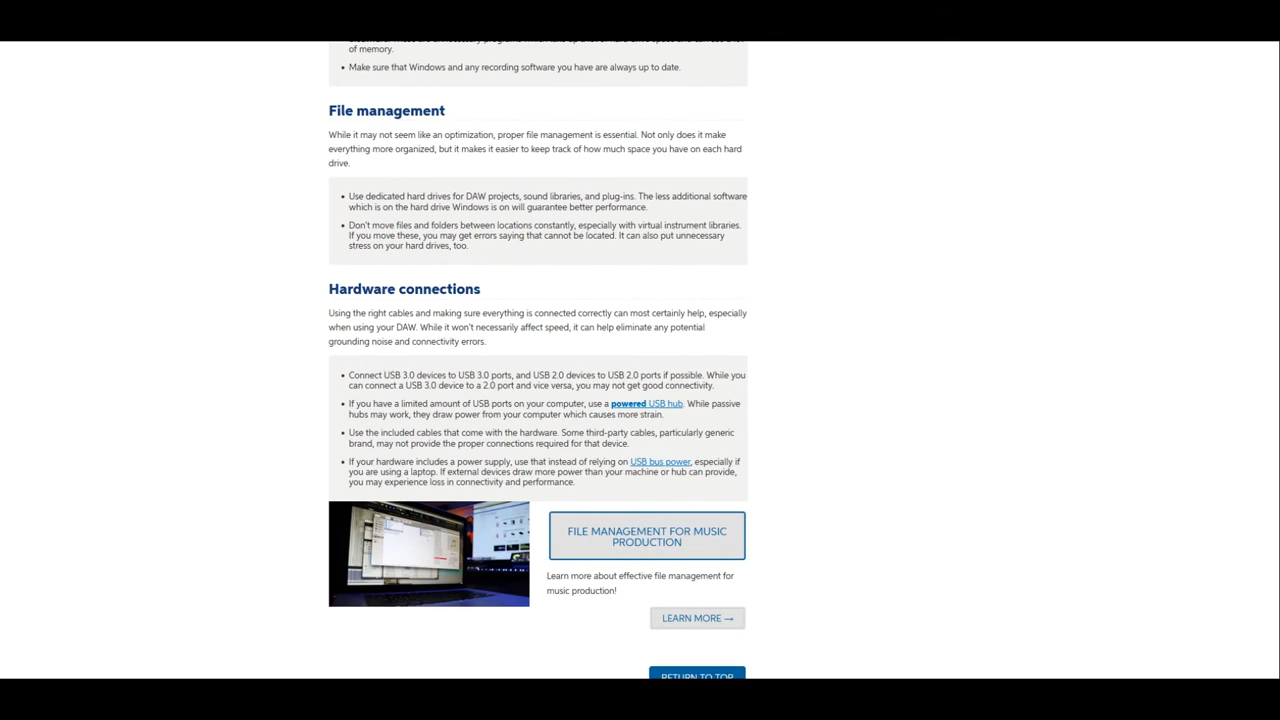 of memory.
• Make sure that Windows and any recording software you have are always up to date.
File management
While it may not seem like an optimization, proper file management is essential. Not only does it make
everything more organized, but it makes it easier to keep track of how much space you have on each hard
drive.
• Use dedicated hard drives for DAW projects, sound libraries, and plug-ins. The less additional software
which is on the hard drive Windows is on will guarantee better performance.
• Don't move files and folders between locations constantly, especially with virtual instrument libraries.
If you move these, you may get errors saying that cannot be located. It can also put unnecessary
stress on your hard drives, too.
Hardware connections
Using the right cables and making sure everything is connected correctly can most certainly help, especially
when using your DAW. While it won't necessarily affect speed, it can help eliminate any potential
grounding noise and connectivity errors.
• Connect USB 3.0 devices to USB 3.0 ports, and USB 2.0 devices to USB 2.0 ports if possible. While you
can connect a USB 3.0 device to a 2.0 port and vice versa, you may not get good connectivity.
• If you have a limited amount of USB ports on your computer, use a powered USB hub. While passive
hubs may work, they draw power from your computer which causes more strain.
• Use the included cables that come with the hardware. Some third-party cables, particularly generic
brand, may not provide the proper connections required for that device.
• If your hardware includes a power supply, use that instead of relying on USB bus power, especially if
you are using a laptop. If external devices draw more power than your machine or hub can provide,
you may experience loss in connectivity and performance.
FILE MANAGEMENT FOR MUSIC
PRODUCTION
Learn more about effective file management for
music production!
LEARN MORE →
RETURN TO TOP